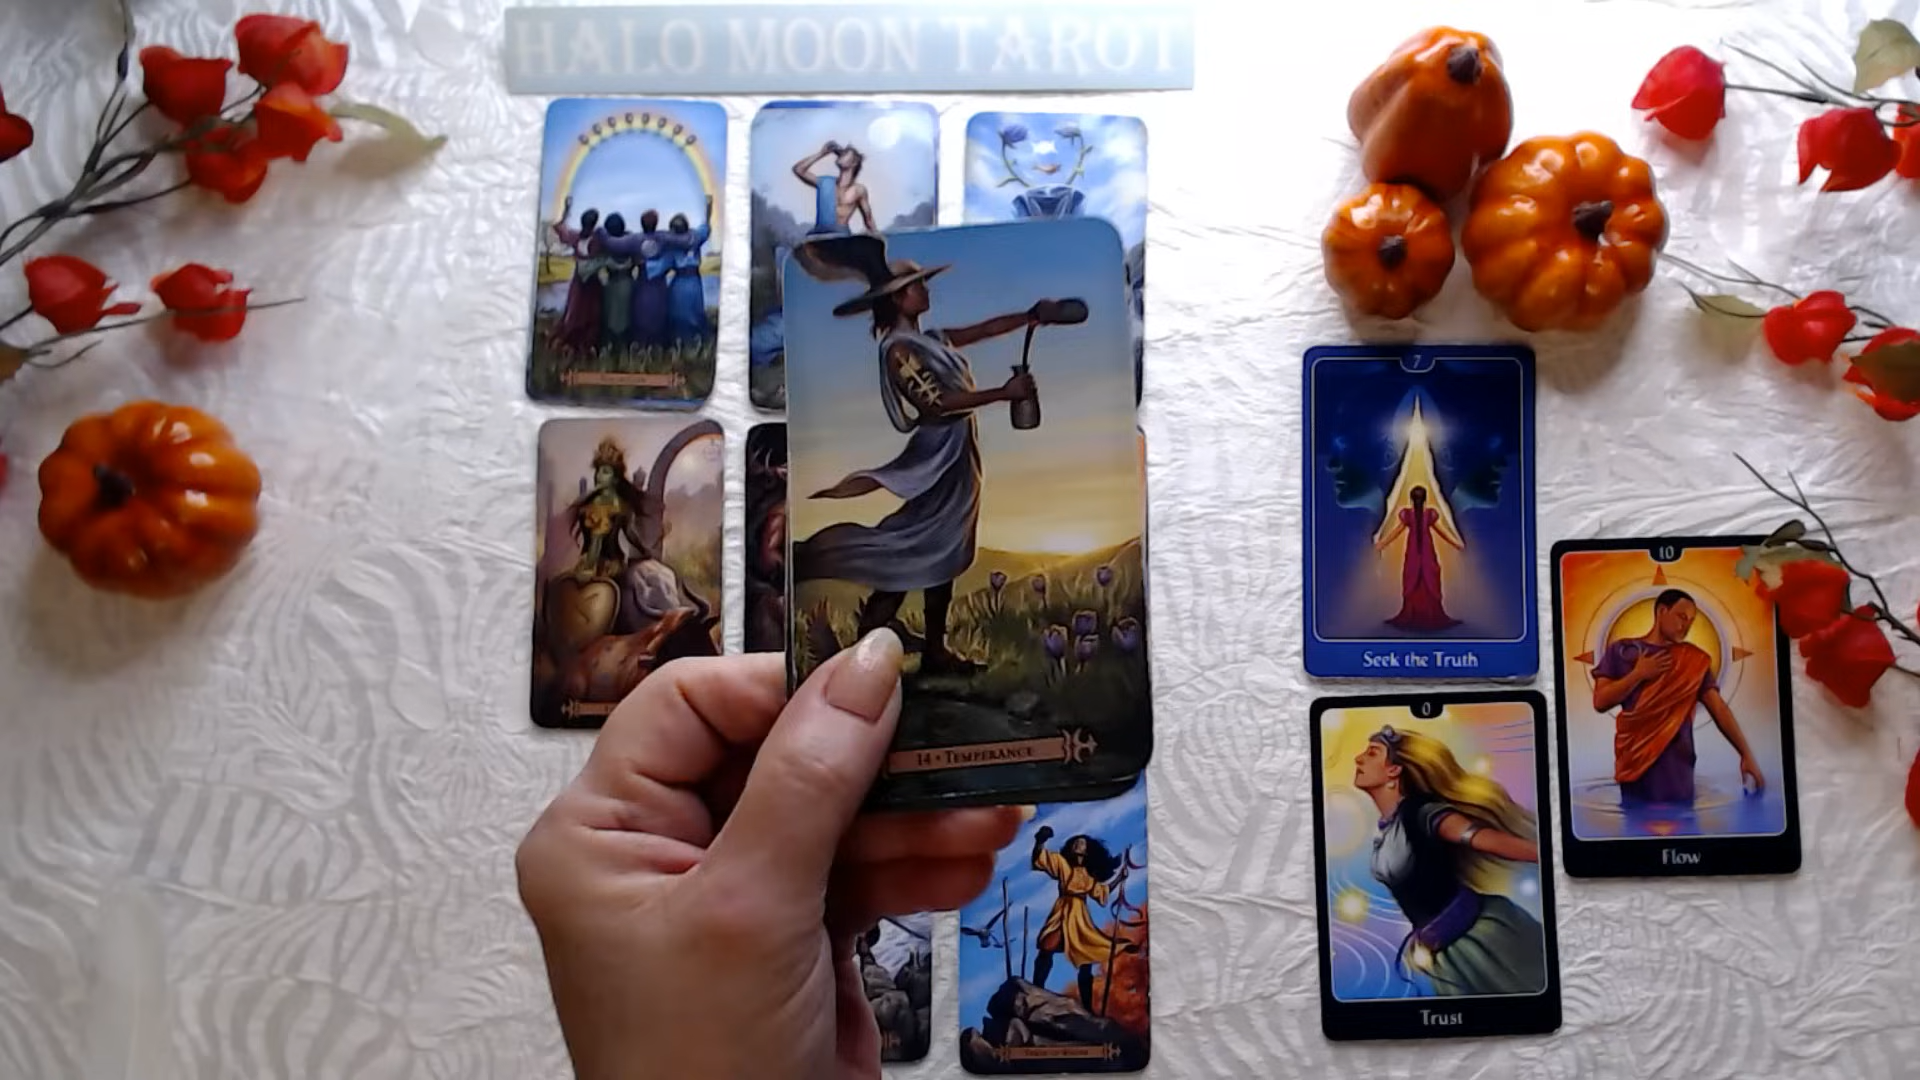 HALO MOON TAROT
7
Seek the Truth
10
Flow
0
Trust
14 • TEMPERANCE